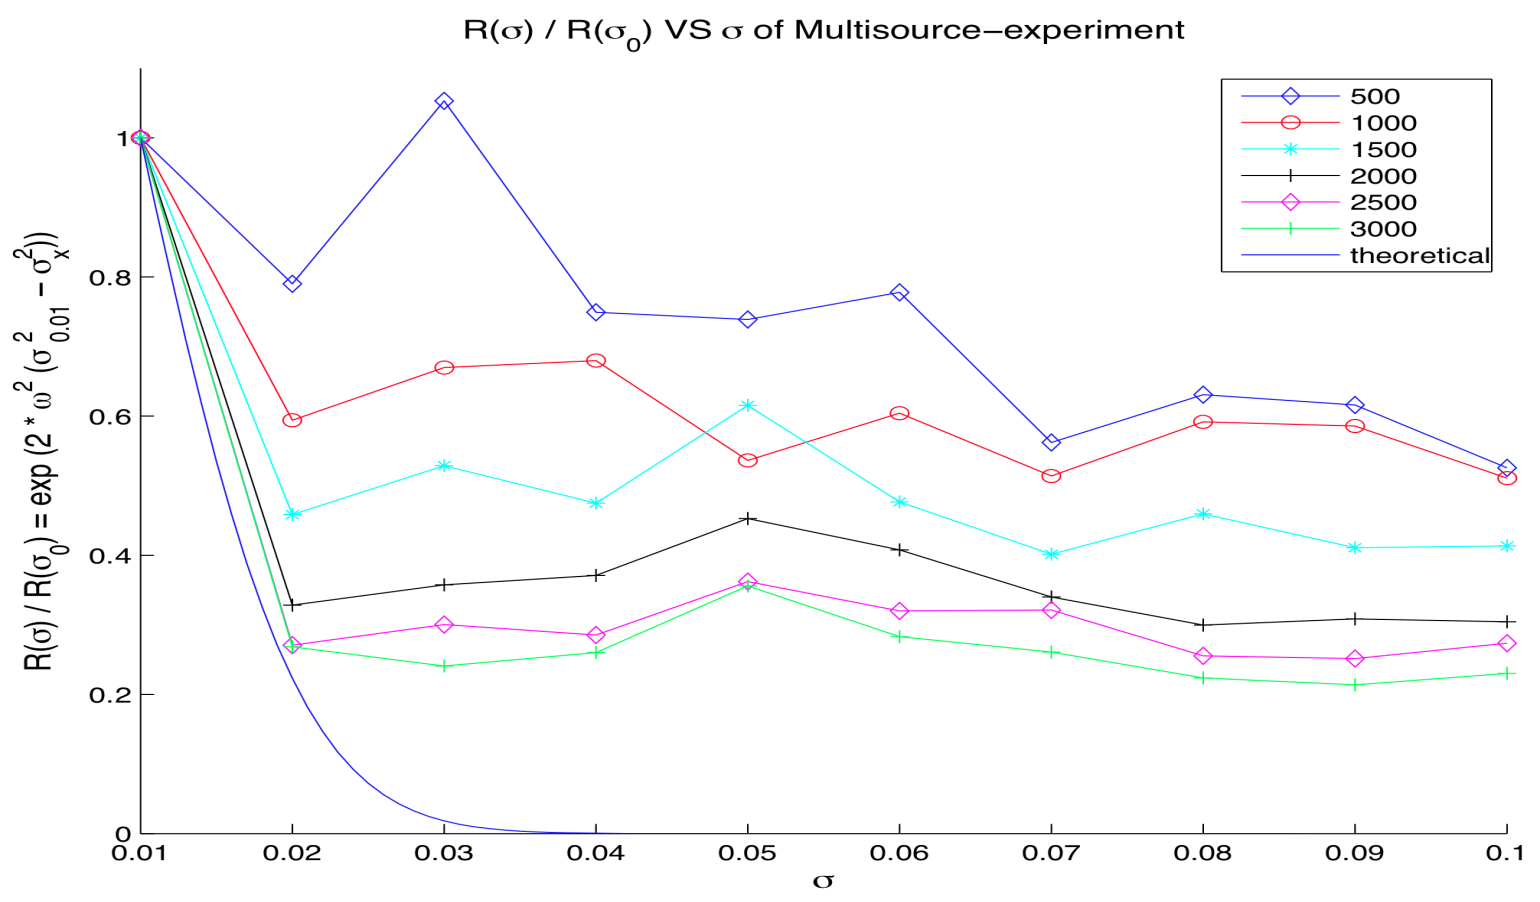 R(σ) / R(σ₀) VS σ of Multisource−experiment
500
1000
1500
2000
2500
3000
theoretical
R(σ) / R(σ₀) = exp (2 * ω² (σ²₀.₀₁ − σ²ₓ))
1
0.8
0.6
0.4
0.2
0
0.01 0.02 0.03 0.04 0.05 0.06 0.07 0.08 0.09 0.1
σ